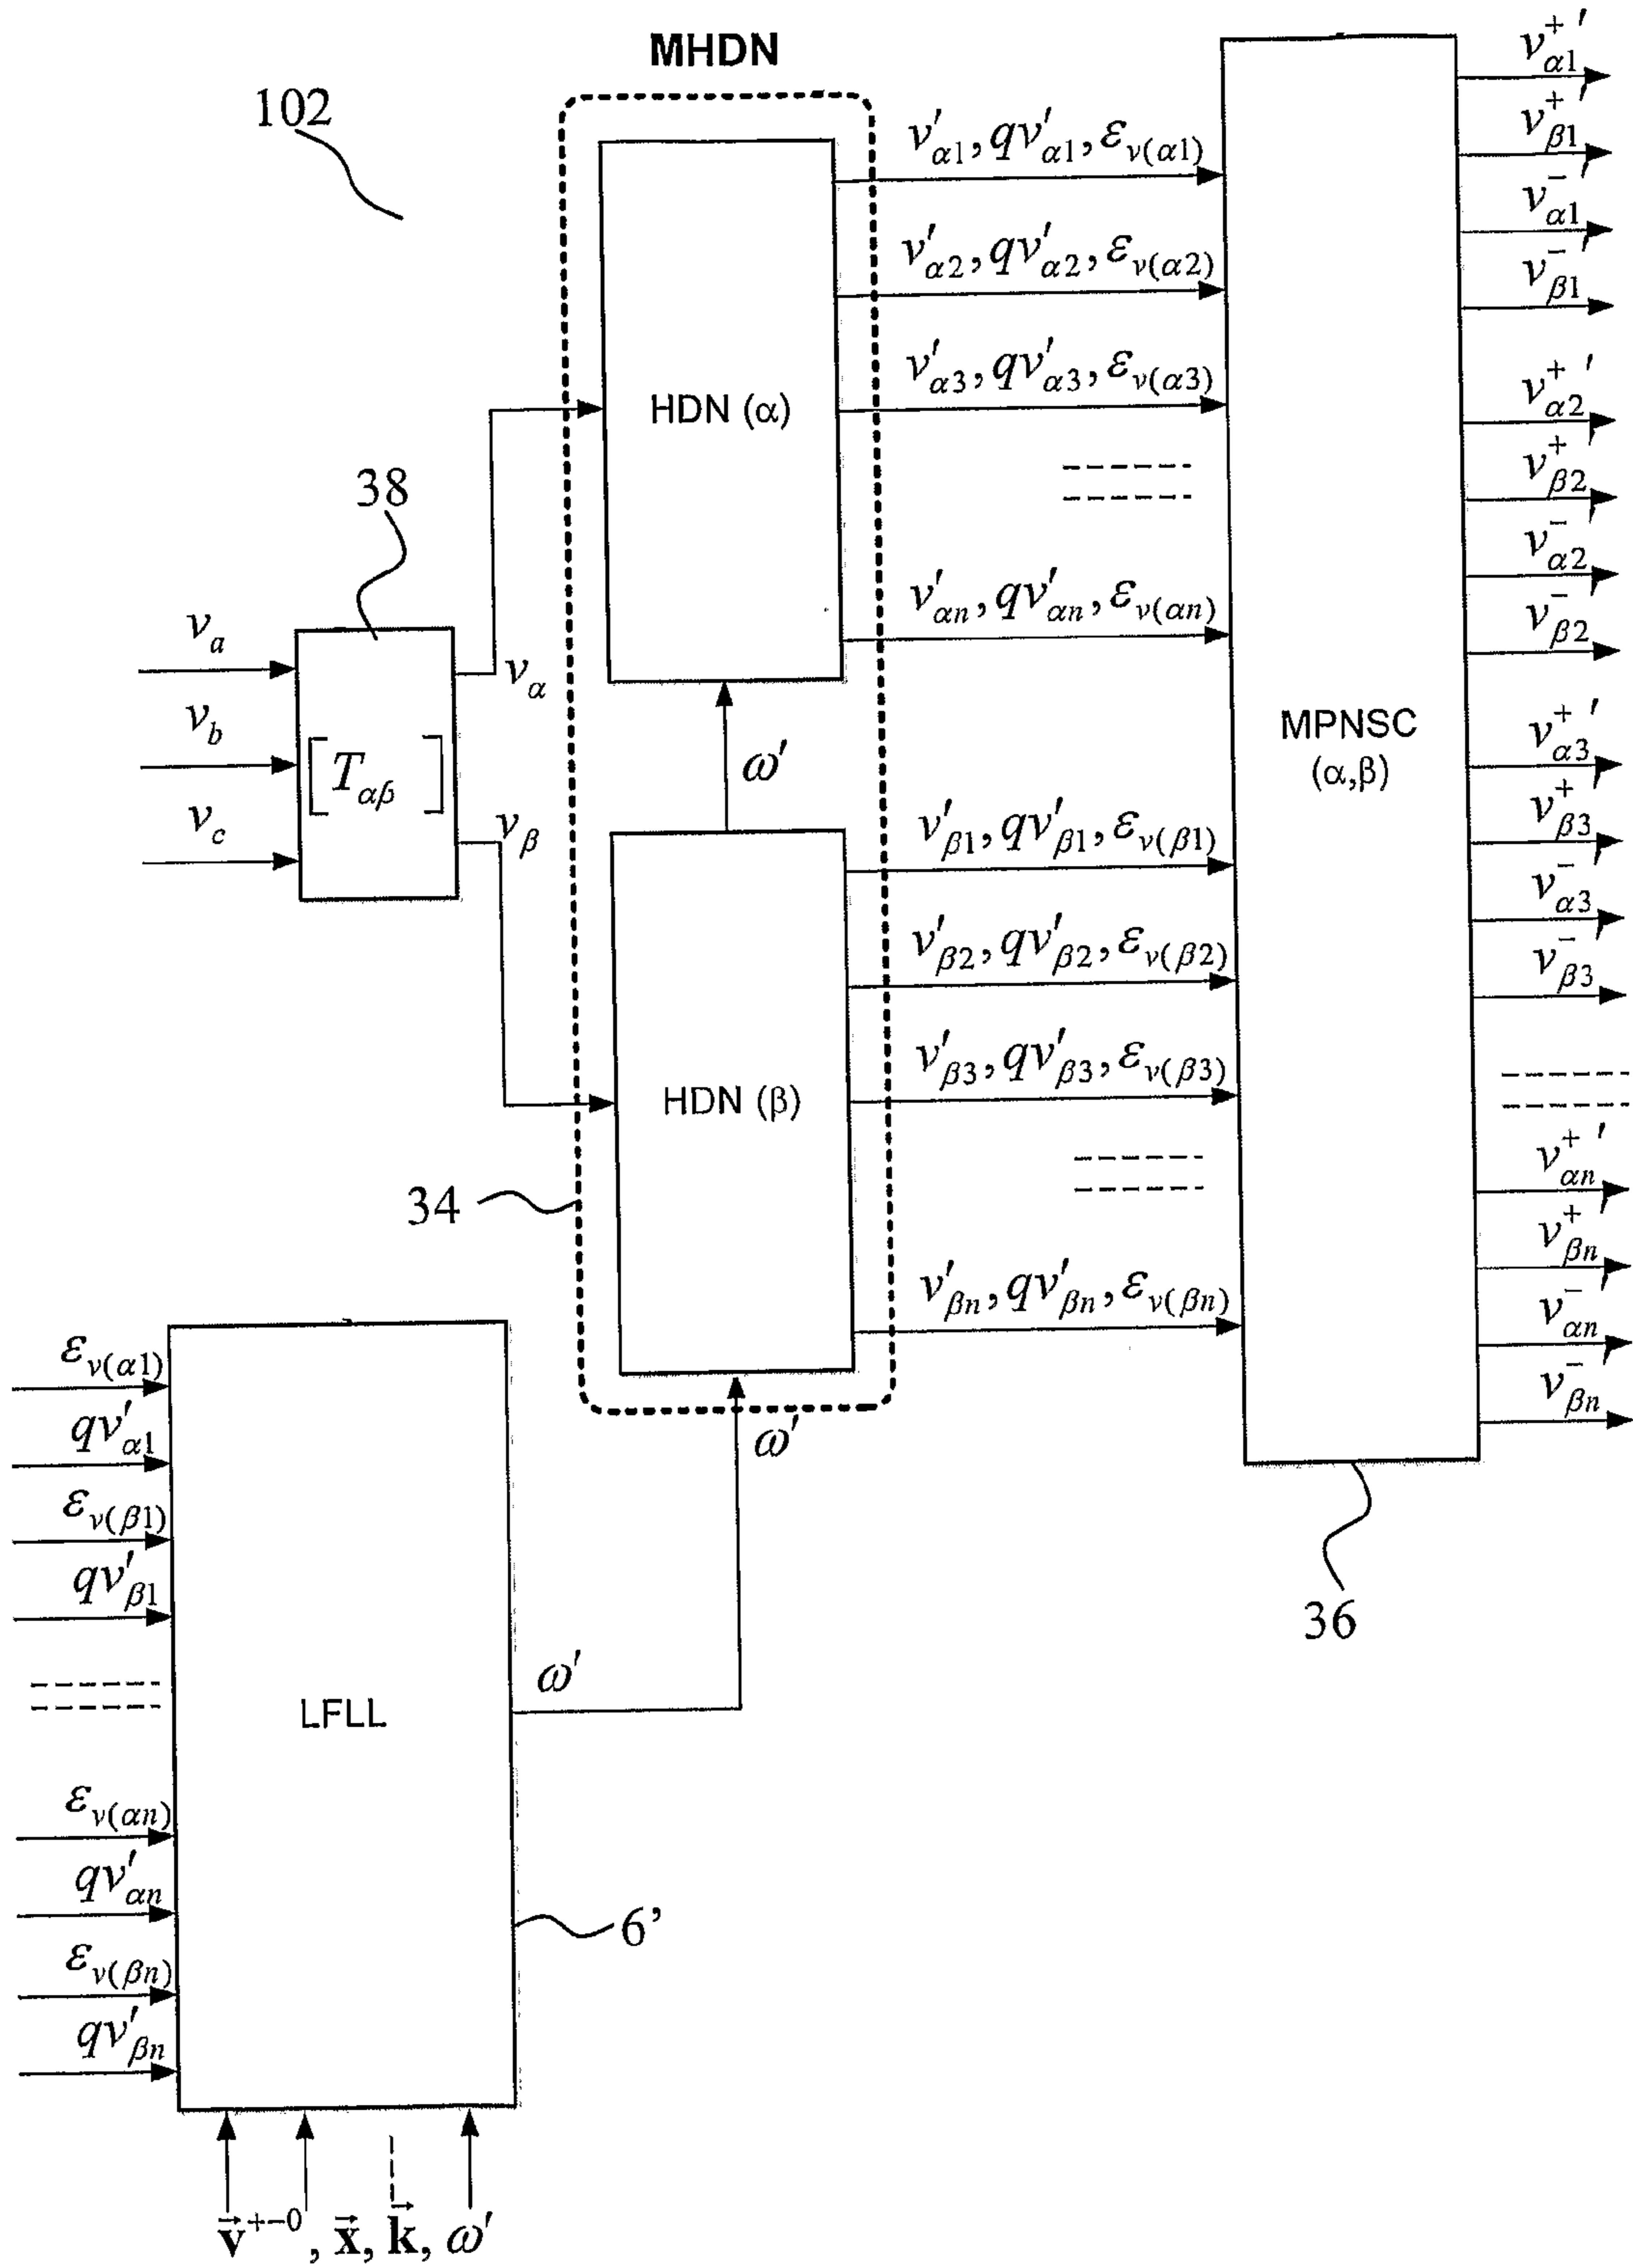 MHDN
102
v'α1, qv'α1, εv(α1)
v'α2, qv'α2, εv(α2)
v'α3, qv'α3, εv(α3)
HDN (α)
v'αn, qv'αn, εv(αn)
38
va
vb
vc
[Tαβ]
vα
vβ
ω'
v'β1, qv'β1, εv(β1)
v'β2, qv'β2, εv(β2)
v'β3, qv'β3, εv(β3)
HDN (β)
v'βn, qv'βn, εv(βn)
34
ω'
MPNSC
(α,β)
36
v+'α1
v+'β1
v-'α1
v-'β1
v+'α2
v+'β2
v-'α2
v-'β2
v+'α3
v+'β3
v-'α3
v-'β3
v+'αn
v+'βn
v-'αn
v-'βn
εv(α1)
qv'α1
εv(β1)
qv'β1
εv(αn)
qv'αn
εv(βn)
qv'βn
LFLL
ω'
6'
v⃗+-0, x⃗, k⃗, ω'